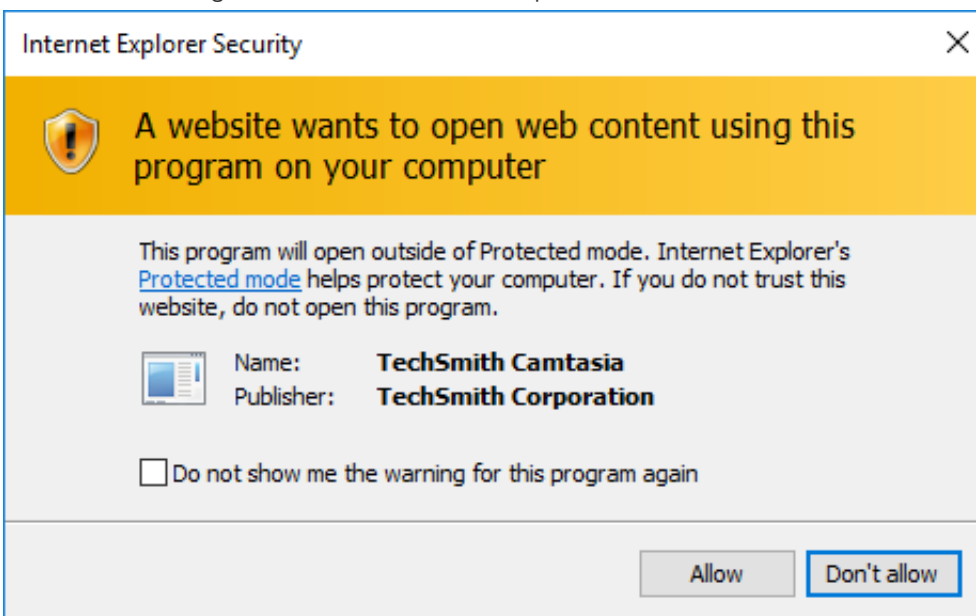 Internet Explorer Security
A website wants to open web content using this
program on your computer
This program will open outside of Protected mode. Internet Explorer's
Protected mode helps protect your computer. If you do not trust this
website, do not open this program.
Name: TechSmith Camtasia
Publisher: TechSmith Corporation
Do not show me the warning for this program again
Allow Don't allow